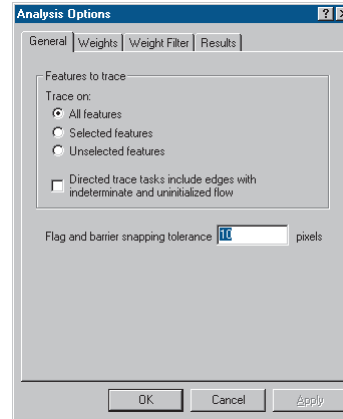 Analysis Options
General Weights Weight Filter Results
Features to trace
Trace on:
All features
Selected features
Unselected features
Directed trace tasks include edges with
indeterminate and uninitialized flow
Flag and barrier snapping tolerance 10 pixels
OK Cancel Apply